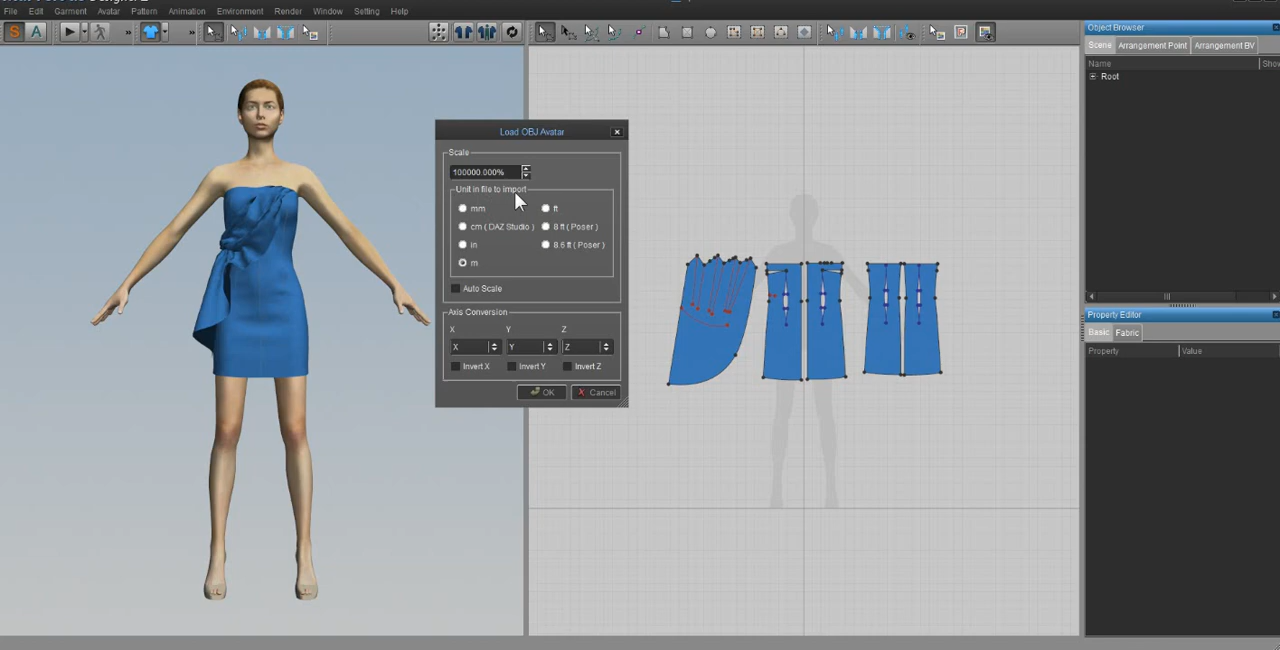 File Edit Garment Avatar Pattern Animation Environment Render Window Setting Help
S A
Object Browser
Scene Arrangement Point Arrangement BV
Name Show
Root
Load OBJ Avatar
Scale
100000.000%
Unit in file to import
mm ft
cm ( DAZ Studio ) 8 ft ( Poser )
in 8.6 ft ( Poser )
m
Auto Scale
Axis Conversion
X Y Z
X Y Z
Invert X Invert Y Invert Z
OK Cancel
Property Editor
Basic Fabric
Property Value